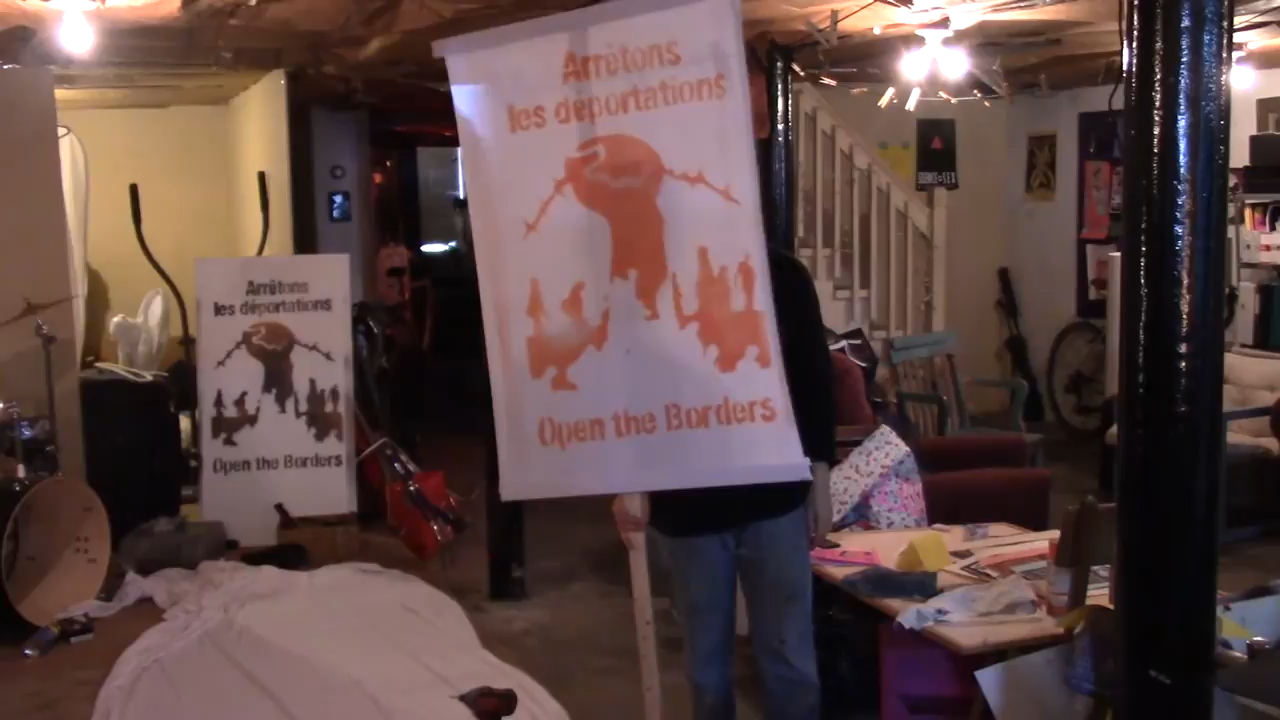 Arrêtons
les déportations
Open the Borders
Arrêtons
les déportations
Open the Borders